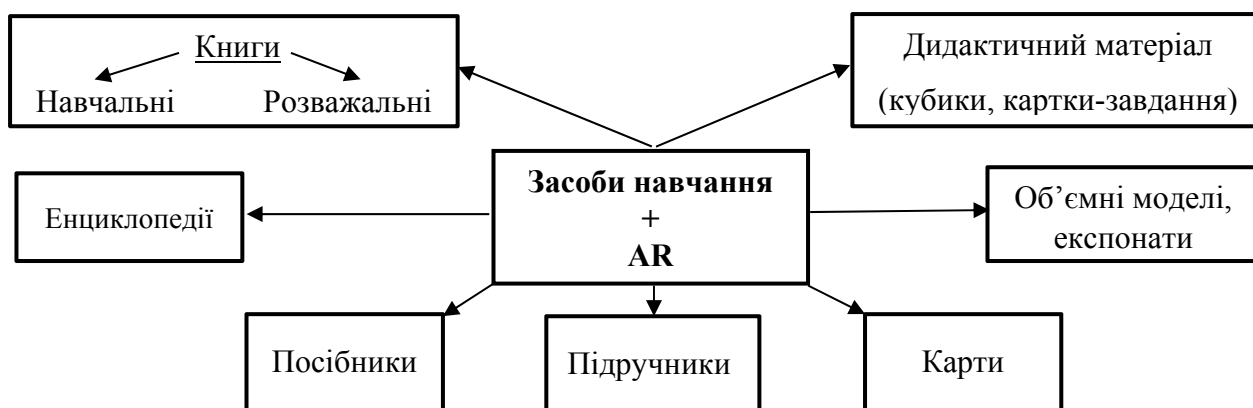 Книги
Навчальні Розважальні
Дидактичний матеріал
(кубики, картки-завдання)
Засоби навчання
+
AR
Енциклопедії
Об’ємні моделі,
експонати
Посібники
Підручники
Карти